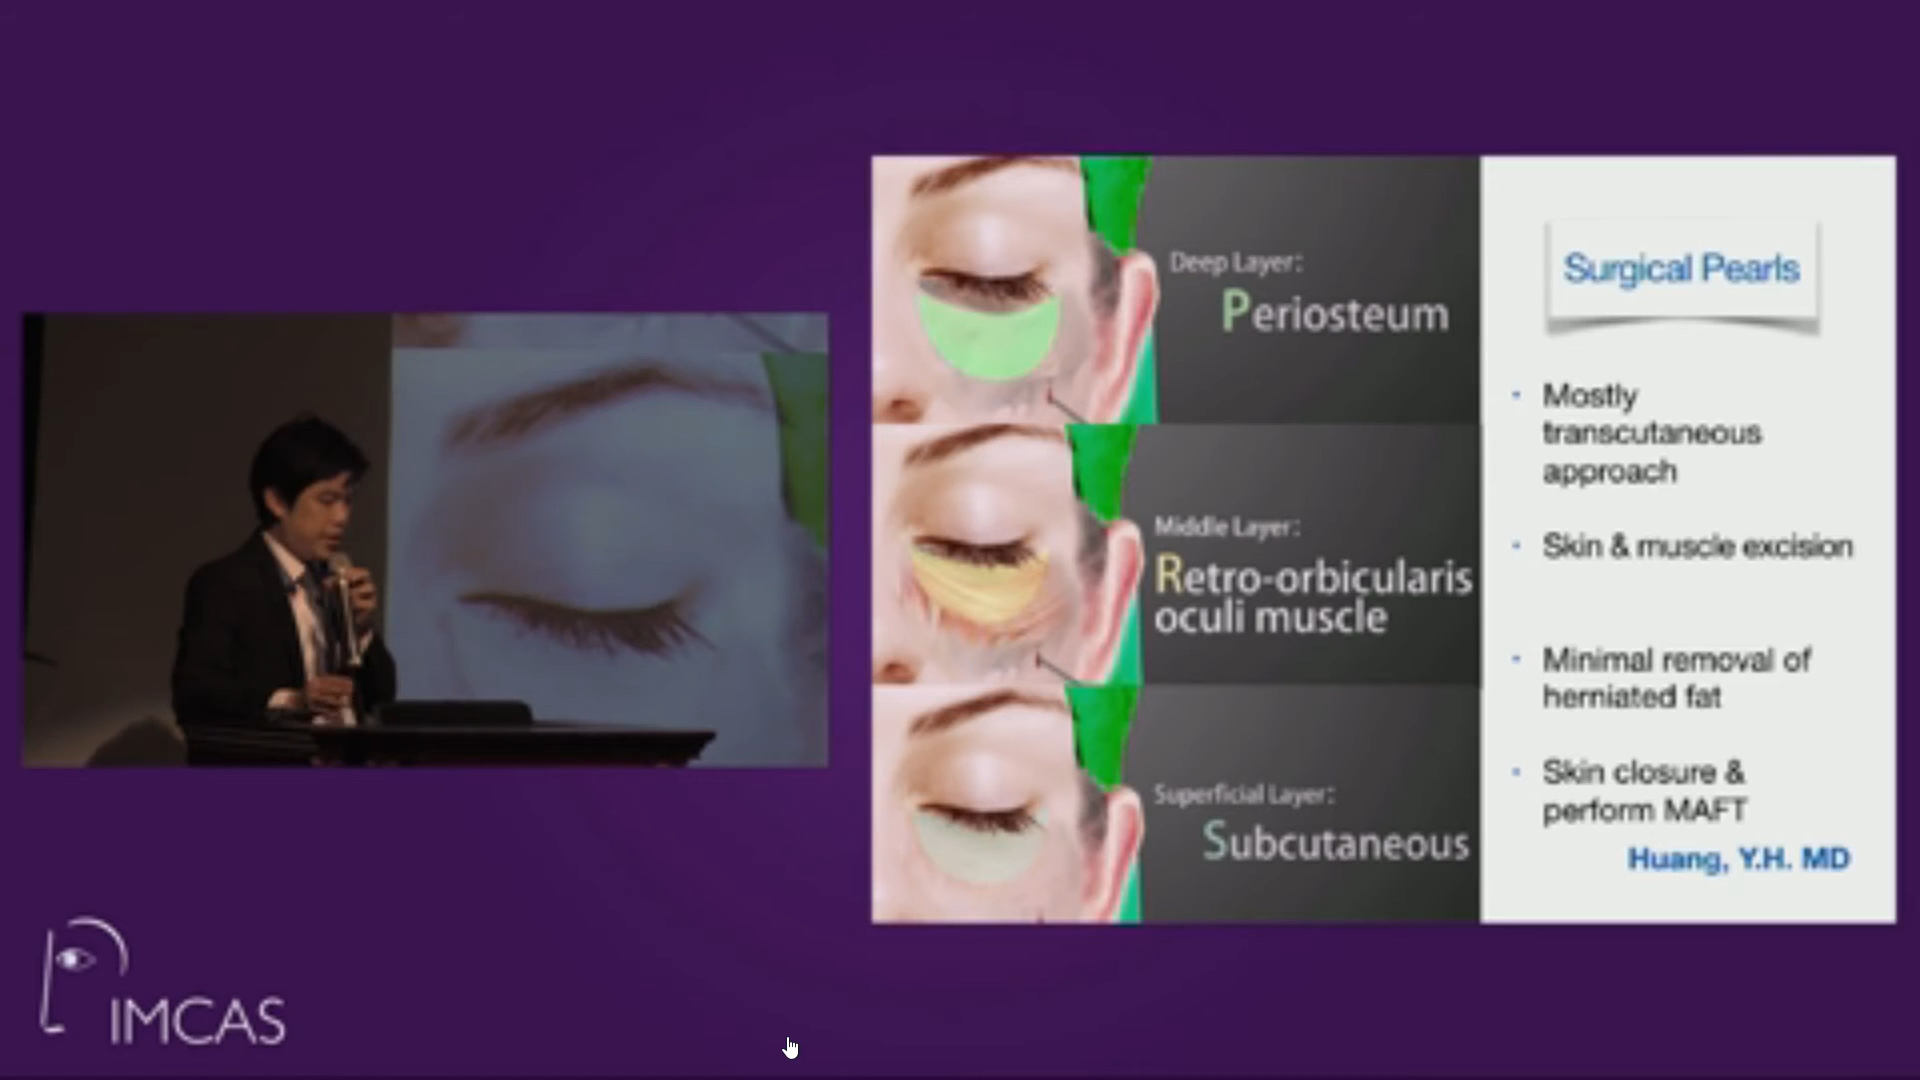 Deep Layer:
Periosteum
Middle Layer:
Retro-orbicularis
oculi muscle
Superficial Layer:
Subcutaneous
Surgical Pearls
• Mostly
transcutaneous
approach
• Skin & muscle excision
• Minimal removal of
herniated fat
• Skin closure &
perform MAFT
Huang, Y.H. MD
IMCAS